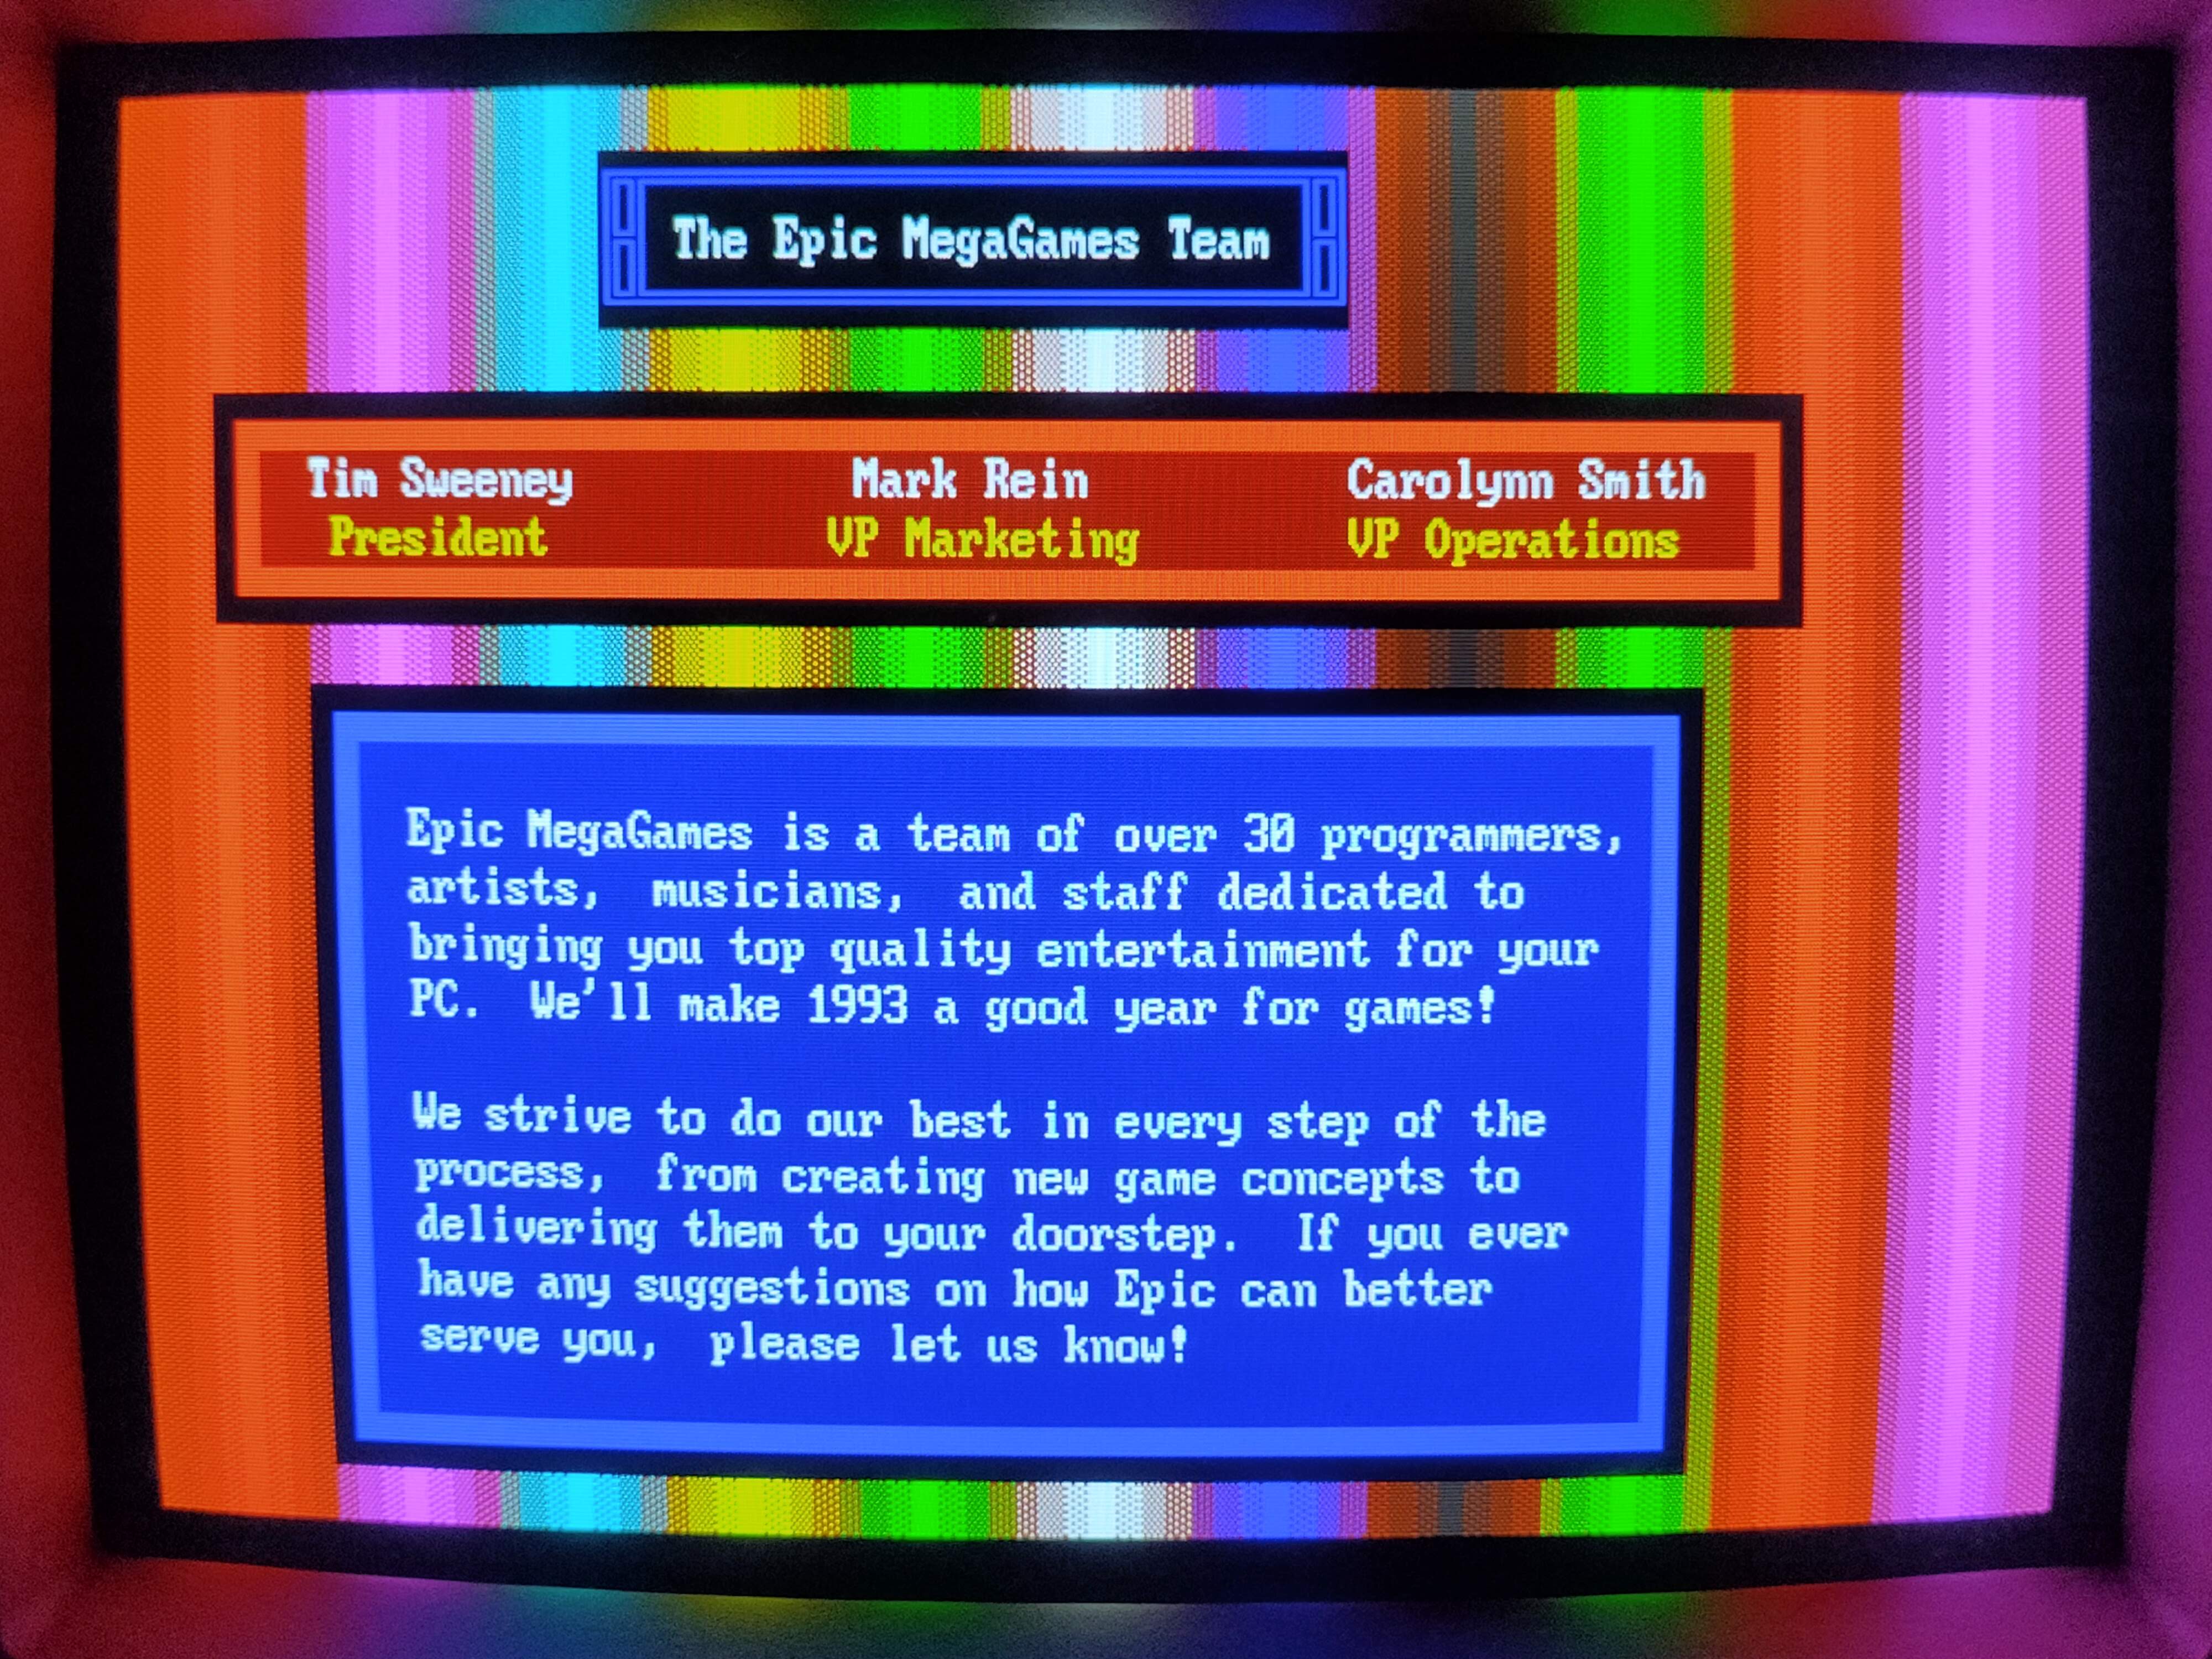 The Epic MegaGames Team
Tim Sweeney Mark Rein Carolynn Smith
President VP Marketing VP Operations
Epic MegaGames is a team of over 30 programmers,
artists, musicians, and staff dedicated to
bringing you top quality entertainment for your
PC. We'll make 1993 a good year for games!
We strive to do our best in every step of the
process, from creating new game concepts to
delivering them to your doorstep. If you ever
have any suggestions on how Epic can better
serve you, please let us know!